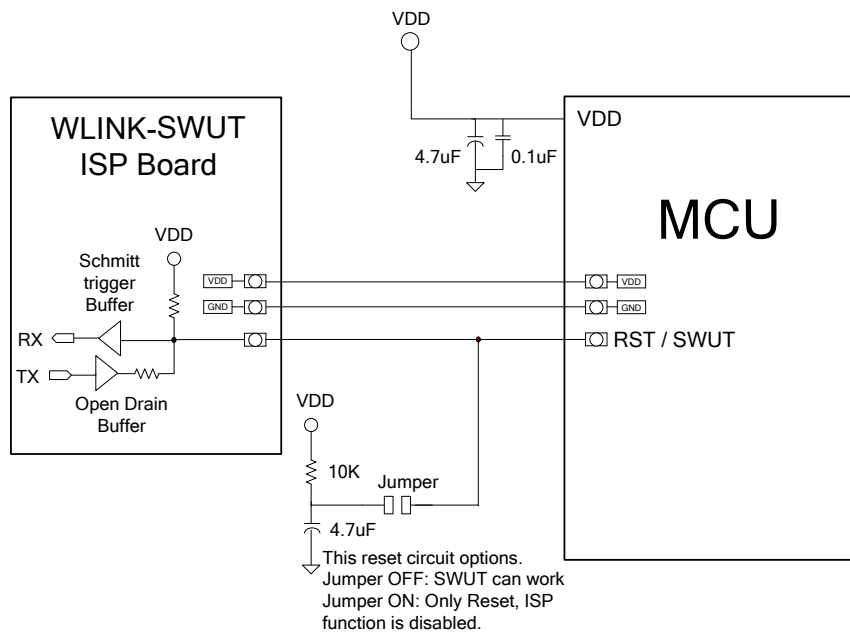 VDD
WLINK-SWUT
ISP Board
VDD
4.7uF
0.1uF
MCU
VDD
Schmitt
trigger
Buffer
VDD
VDD
GND
GND
RX
RST / SWUT
TX
Open Drain
Buffer
VDD
10K
Jumper
4.7uF
This reset circuit options.
Jumper OFF: SWUT can work
Jumper ON: Only Reset, ISP
function is disabled.